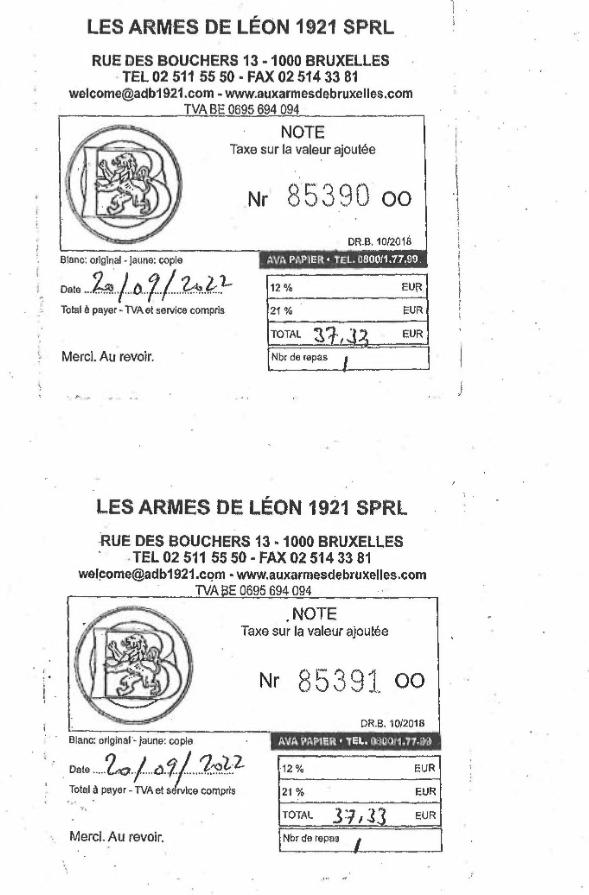 LES ARMES DE LÉON 1921 SPRL
RUE DES BOUCHERS 13 - 1000 BRUXELLES
TEL 02 511 55 50 - FAX 02 514 33 81
welcome@adb1921.com - www.auxarmesdebruxelles.com
TVA BE 0695 694 094
B
NOTE
Taxe sur la valeur ajoutée
Nr 85390 OO
DR.B. 10/2018
Blanc: original - jaune: copie
AVA PAPIER • TEL. 0800/1.77.99
Date 20/09/2022
Total à payer - TVA et service compris
12 % EUR
21 % EUR
TOTAL 37,33 EUR
Merci. Au revoir.
Nbr de repas 1
LES ARMES DE LÉON 1921 SPRL
RUE DES BOUCHERS 13 - 1000 BRUXELLES
TEL 02 511 55 50 - FAX 02 514 33 81
welcome@adb1921.com - www.auxarmesdebruxelles.com
TVA BE 0695 694 094
B
NOTE
Taxe sur la valeur ajoutée
Nr 85391 OO
DR.B. 10/2018
Blanc: original - jaune: copie
AVA PAPIER • TEL. 0800/1.77.99
Date 20/09/2022
Total à payer - TVA et service compris
12 % EUR
21 % EUR
TOTAL 37,33 EUR
Merci. Au revoir.
Nbr de repas 1